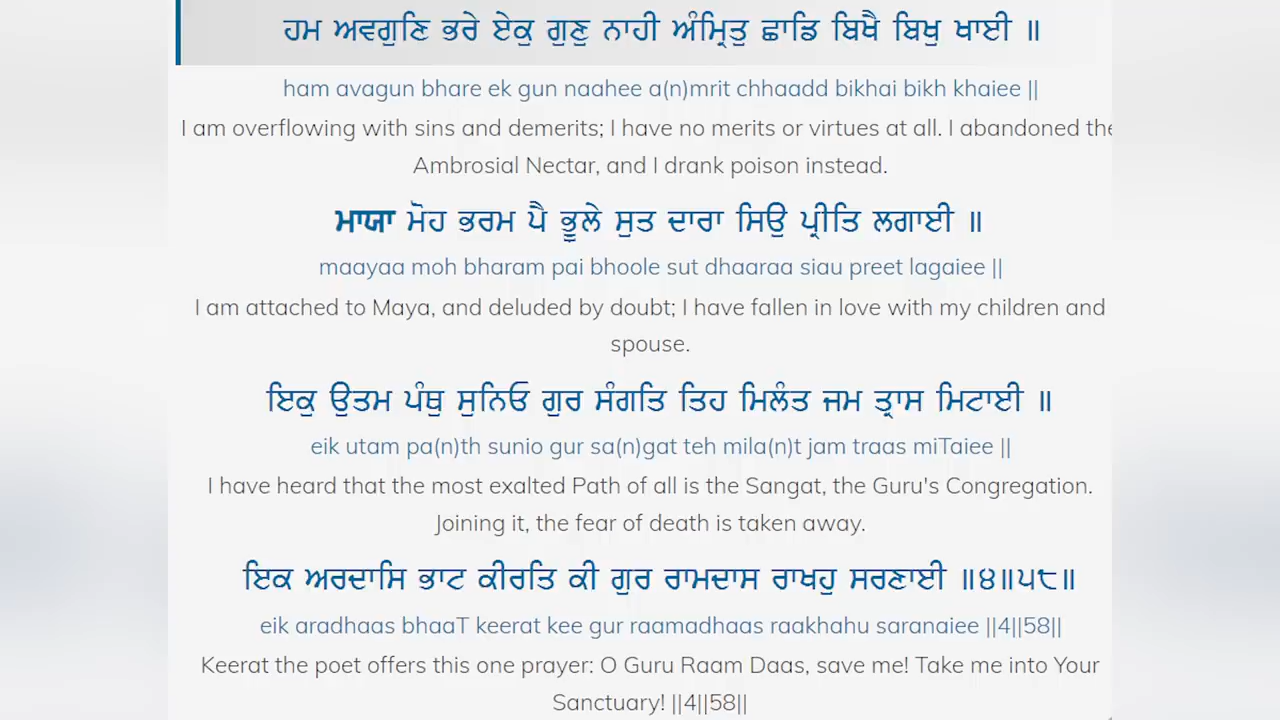 ਹਮ ਅਵਗੁਣਿ ਭਰੇ ਏਕੁ ਗੁਣੁ ਨਾਹੀ ਅੰਮ੍ਰਿਤੁ ਛਾਡਿ ਬਿਖੈ ਬਿਖੁ ਖਾਈ ॥
ham avagun bhare ek gun naahee a(n)mrit chhaadd bikhai bikh khaiee ||
I am overflowing with sins and demerits; I have no merits or virtues at all. I abandoned the
Ambrosial Nectar, and I drank poison instead.
ਮਾਯਾ ਮੋਹ ਭਰਮ ਪੈ ਭੂਲੇ ਸੁਤ ਦਾਰਾ ਸਿਉ ਪ੍ਰੀਤਿ ਲਗਾਈ ॥
maayaa moh bharam pai bhoole sut dhaaraa siau preet lagaiee ||
I am attached to Maya, and deluded by doubt; I have fallen in love with my children and
spouse.
ਇਕੁ ਉਤਮ ਪੰਥੁ ਸੁਨਿਓ ਗੁਰ ਸੰਗਤਿ ਤਿਹ ਮਿਲੰਤ ਜਮ ਤ੍ਰਾਸ ਮਿਟਾਈ ॥
eik utam pa(n)th sunio gur sa(n)gat teh mila(n)t jam traas miTaiee ||
I have heard that the most exalted Path of all is the Sangat, the Guru's Congregation.
Joining it, the fear of death is taken away.
ਇਕ ਅਰਦਾਸਿ ਭਾਟ ਕੀਰਤਿ ਕੀ ਗੁਰ ਰਾਮਦਾਸ ਰਾਖਹੁ ਸਰਣਾਈ ॥੪॥੫੮॥
eik aradhaas bhaaT keerat kee gur raamadhaas raakhahu saranaiee ||4||58||
Keerat the poet offers this one prayer: O Guru Raam Daas, save me! Take me into Your
Sanctuary! ||4||58||